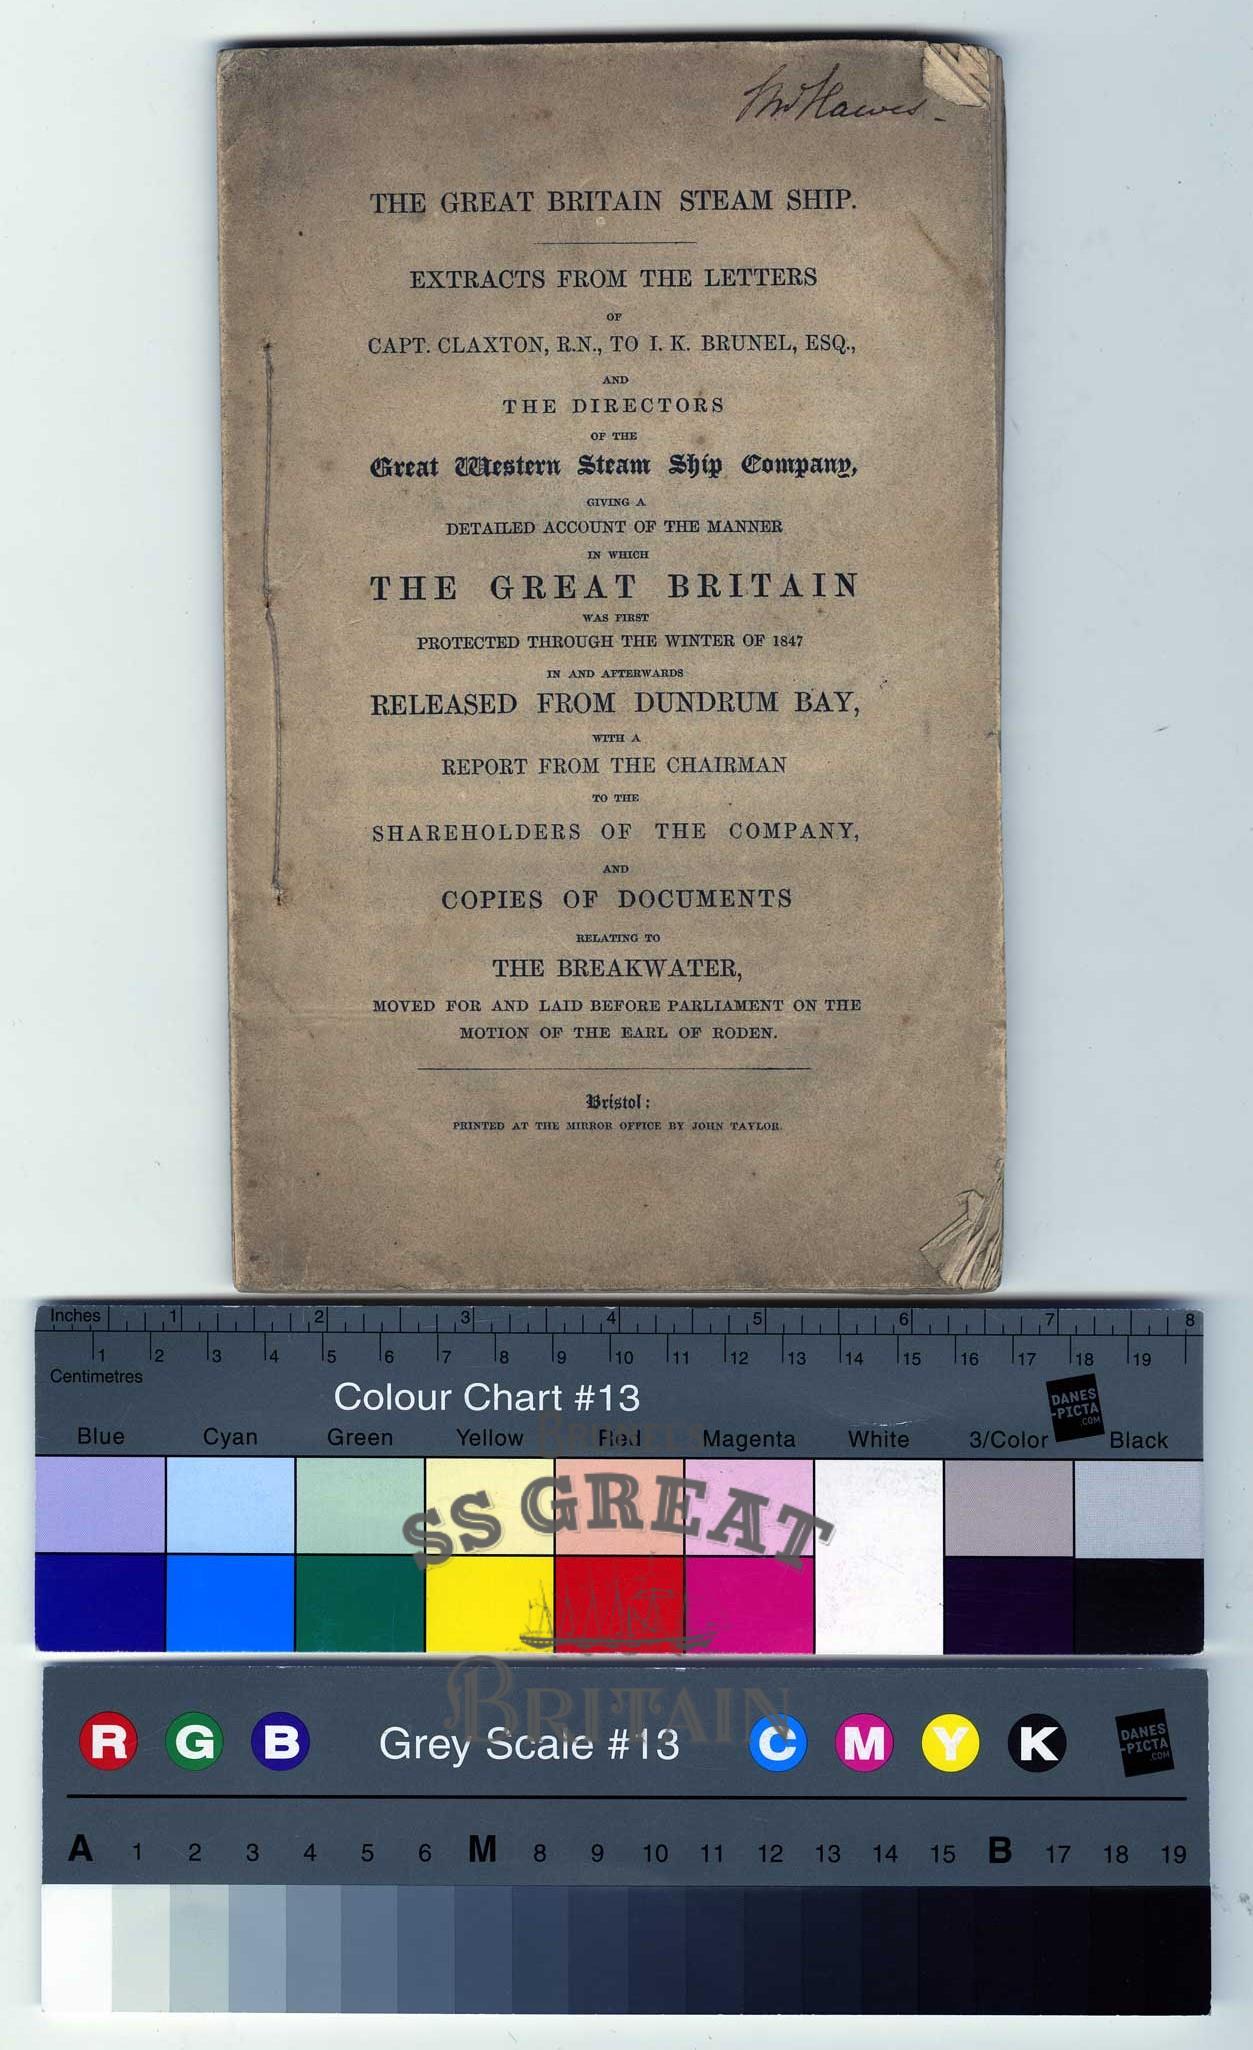 Hawes.
THE GREAT BRITAIN STEAM SHIP.
EXTRACTS FROM THE LETTERS
OF
CAPT. CLAXTON, R.N., TO I. K. BRUNEL, ESQ.,
AND
THE DIRECTORS
OF THE
Great Western Steam Ship Company,
GIVING A
DETAILED ACCOUNT OF THE MANNER
IN WHICH
THE GREAT BRITAIN
WAS FIRST
PROTECTED THROUGH THE WINTER OF 1847
IN AND AFTERWARDS
RELEASED FROM DUNDRUM BAY,
WITH A
REPORT FROM THE CHAIRMAN
TO THE
SHAREHOLDERS OF THE COMPANY,
AND
COPIES OF DOCUMENTS
RELATING TO
THE BREAKWATER,
MOVED FOR AND LAID BEFORE PARLIAMENT ON THE
MOTION OF THE EARL OF RODEN.
Bristol:
PRINTED AT THE MIRROR OFFICE BY JOHN TAYLOR.
Inches 1 2 3 4 5 6 7 8
1 2 3 4 5 6 7 8 9 10 11 12 13 14 15 16 17 18 19
Centimetres
Colour Chart #13
DANES
-PICTA
.COM
Blue Cyan Green Yellow Red Magenta White 3/Color Black
BRUNEL'S
SS GREAT
BRITAIN
R G B Grey Scale #13 C M Y K
DANES
-PICTA
.COM
A 1 2 3 4 5 6 M 8 9 10 11 12 13 14 15 B 17 18 19